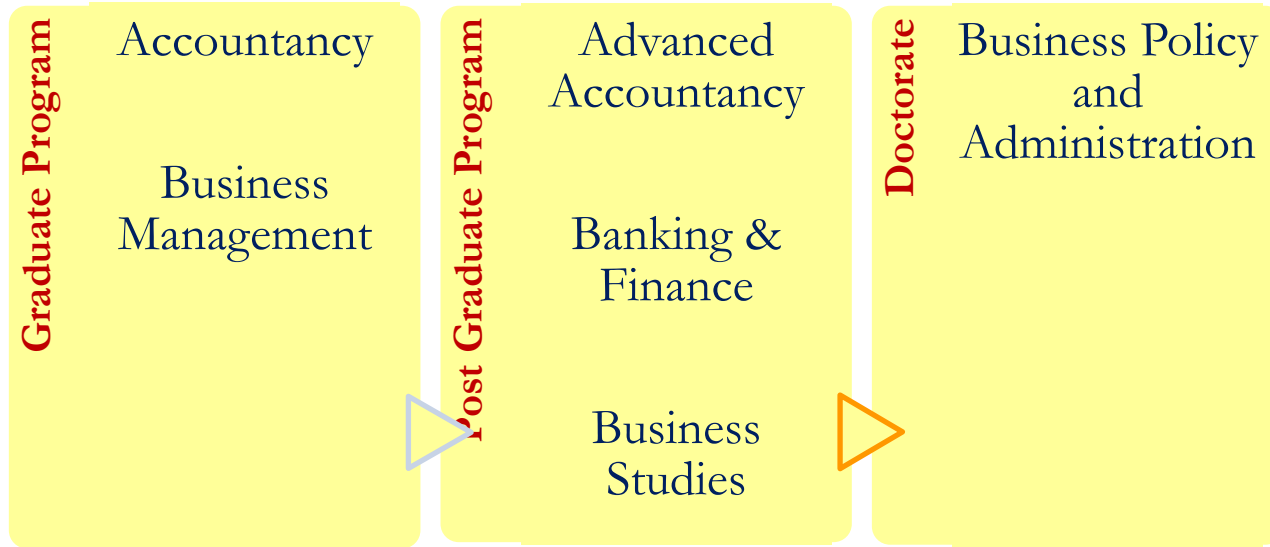 Graduate Program
Accountancy
Business
Management
Post Graduate Program
Advanced
Accountancy
Banking &
Finance
Business
Studies
Doctorate
Business Policy
and
Administration